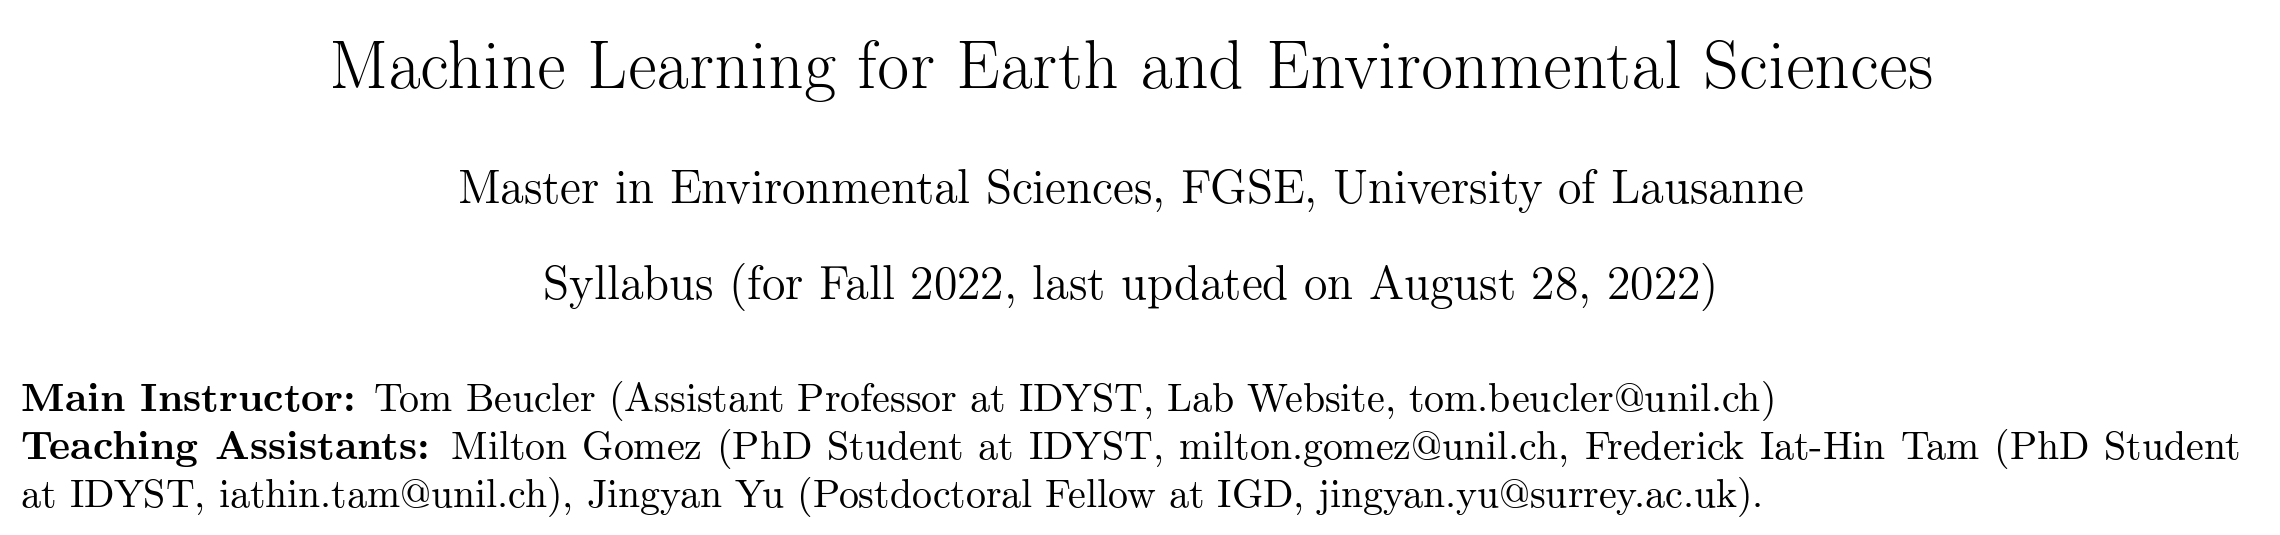 Machine Learning for Earth and Environmental Sciences
Master in Environmental Sciences, FGSE, University of Lausanne
Syllabus (for Fall 2022, last updated on August 28, 2022)
Main Instructor: Tom Beucler (Assistant Professor at IDYST, Lab Website, tom.beucler@unil.ch)
Teaching Assistants: Milton Gomez (PhD Student at IDYST, milton.gomez@unil.ch, Frederick Iat-Hin Tam (PhD Student
at IDYST, iathin.tam@unil.ch), Jingyan Yu (Postdoctoral Fellow at IGD, jingyan.yu@surrey.ac.uk).